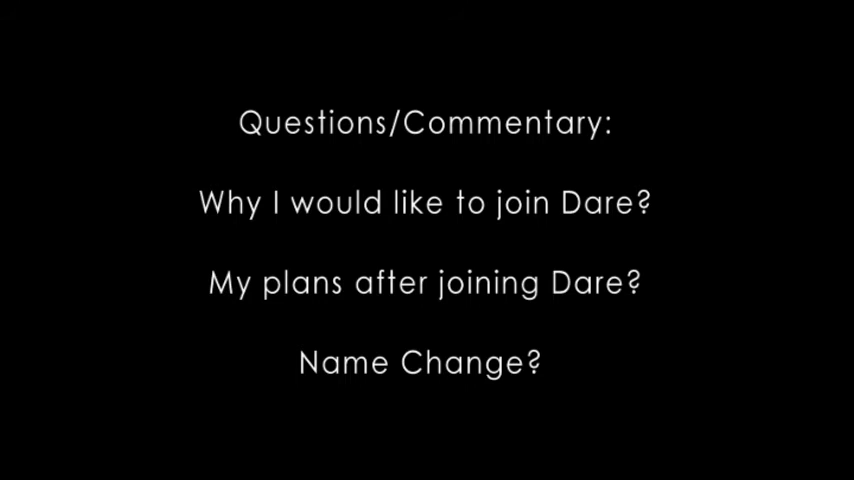 Questions/Commentary:
Why I would like to join Dare?
My plans after joining Dare?
Name Change?